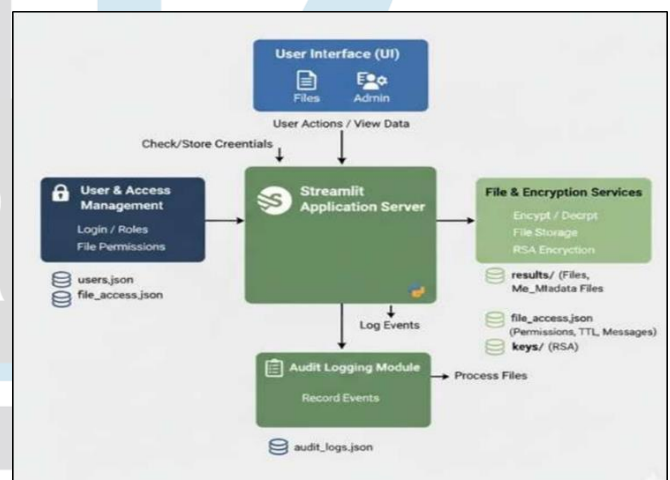 User Interface (UI)
Files
Admin
User Actions / View Data
Check/Store Creentials
User & Access
Management
Login / Roles
File Permissions
users.json
file_access.json
Streamlit
Application Server
File & Encryption Services
Encrypt / Decrpt
File Storage
RSA Encryction
results/ (Files,
Me_Mtadata Files
file_access.json
(Permissions, TTL, Messages)
keys/ (RSA)
Log Events
Audit Logging Module
Record Events
Process Files
audit_logs.json